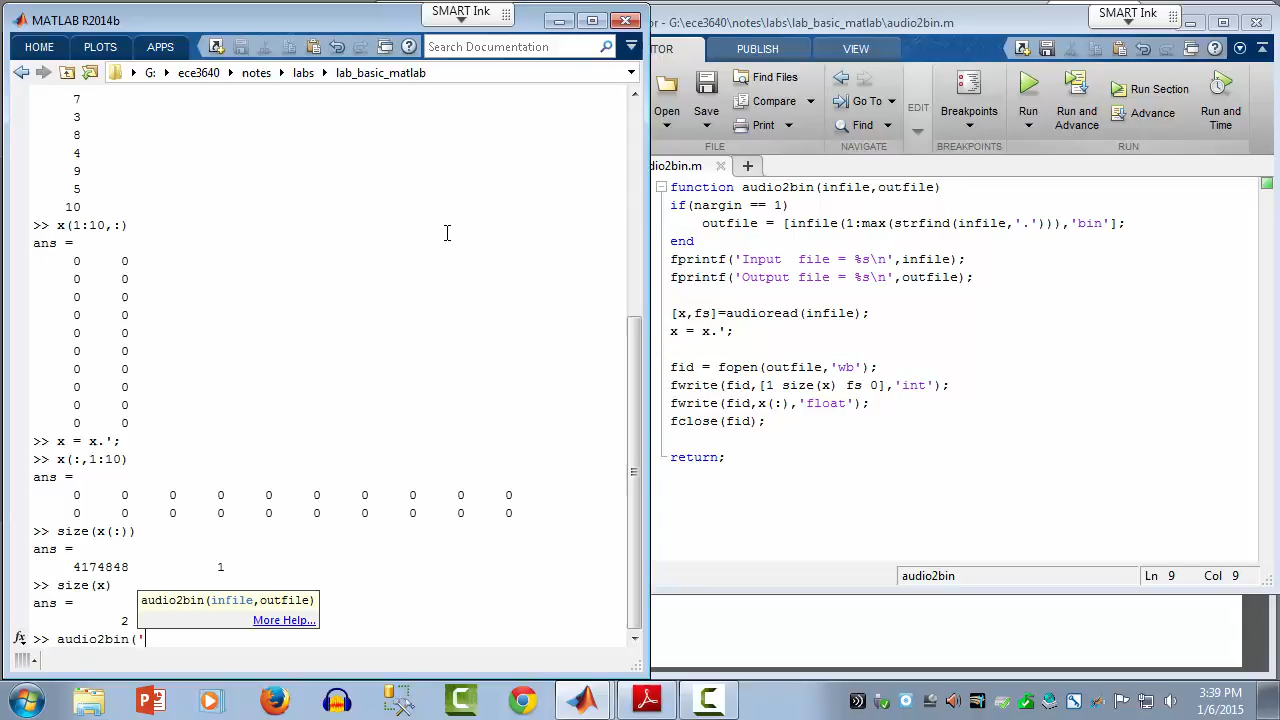 MATLAB R2014b
SMART Ink
or - G:\ece3640\notes\labs\lab_basic_matlab\audio2bin.m
SMART Ink
HOME PLOTS APPS
Search Documentation
TOR PUBLISH VIEW
G: ece3640 notes labs lab_basic_matlab
Open
Save
Find Files
Compare
Print
FILE
Go To
Find
NAVIGATE
EDIT
Breakpoints
BREAKPOINTS
Run
Run and
Advance
Run Section
Advance
Run and
Time
RUN
dio2bin.m
7
3
8
4
9
5
10
>> x(1:10,:)
ans =
0 0
0 0
0 0
0 0
0 0
0 0
0 0
0 0
0 0
0 0
>> x = x.';
>> x(:,1:10)
ans =
0 0 0 0 0 0 0 0 0 0
0 0 0 0 0 0 0 0 0 0
>> size(x(:))
ans =
4174848 1
>> size(x)
ans =
2
audio2bin(infile,outfile)
More Help...
fx >> audio2bin('
function audio2bin(infile,outfile)
if(nargin == 1)
outfile = [infile(1:max(strfind(infile,'.'))),'bin'];
end
fprintf('Input  file = %s\n',infile);
fprintf('Output file = %s\n',outfile);
[x,fs]=audioread(infile);
x = x.';
fid = fopen(outfile,'wb');
fwrite(fid,[1 size(x) fs 0],'int');
fwrite(fid,x(:),'float');
fclose(fid);
return;
audio2bin
Ln 9 Col 9
3:39 PM
1/6/2015